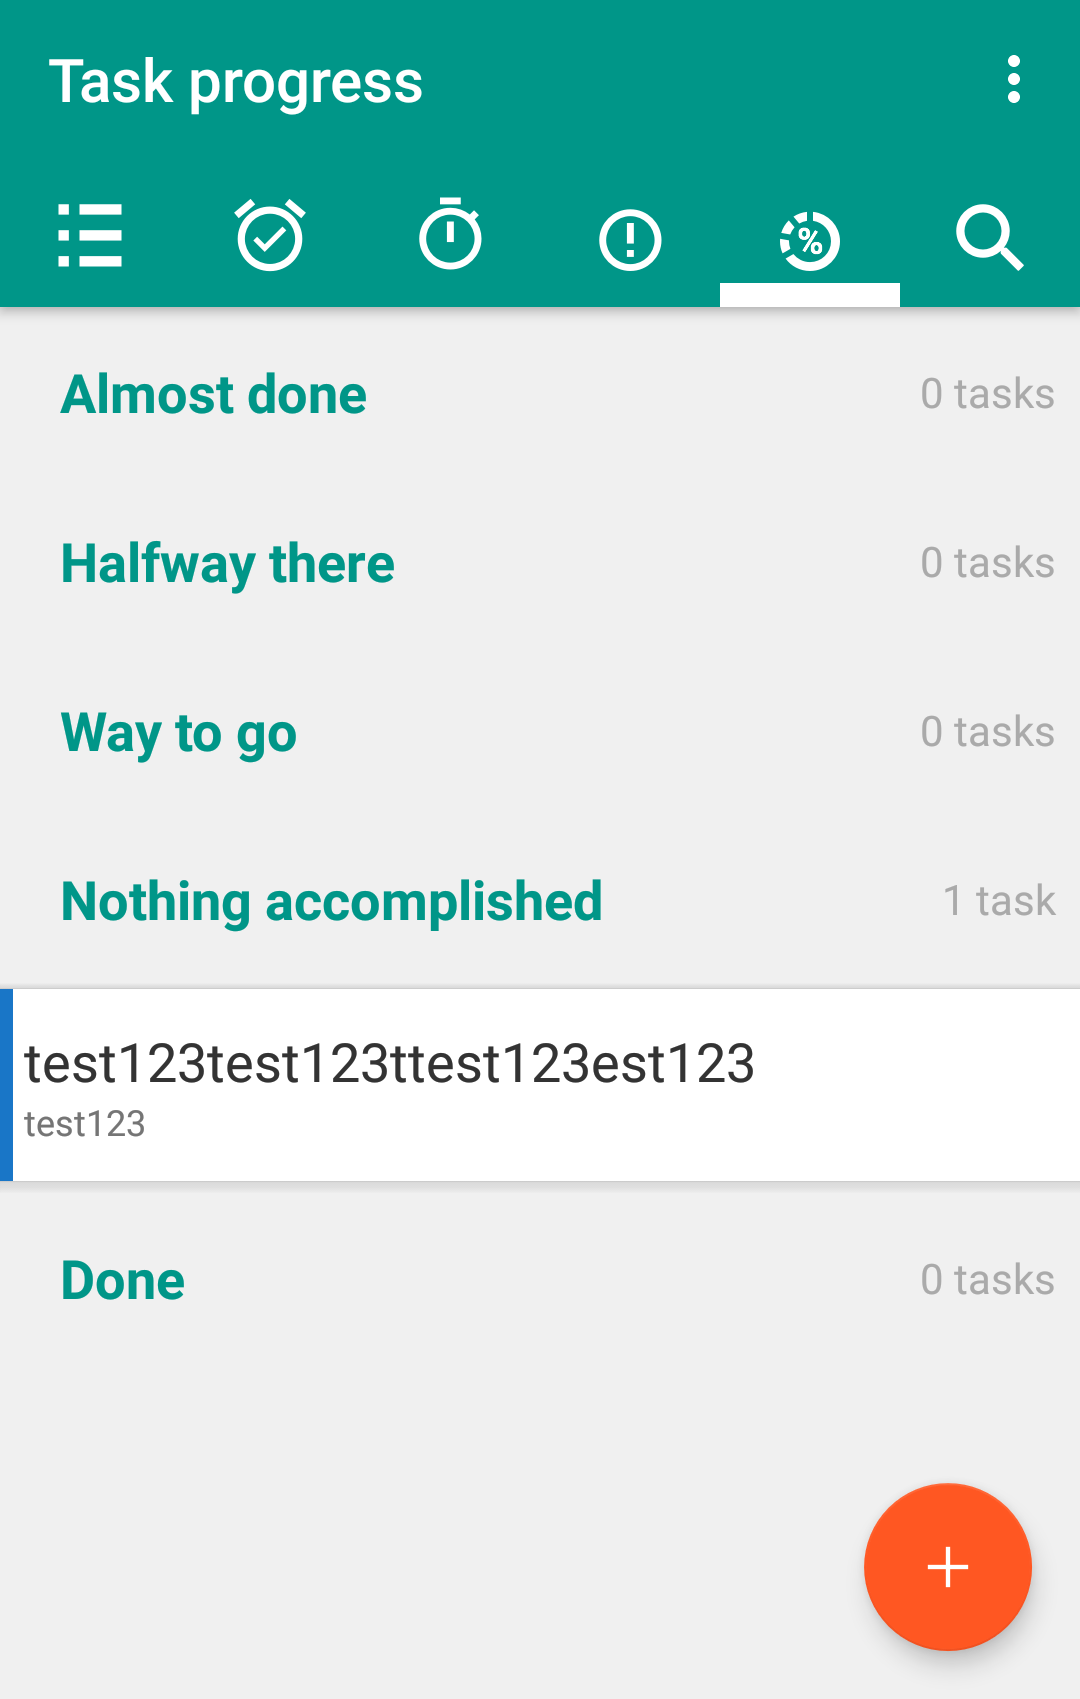 Task progress
%
Almost done
0 tasks
Halfway there
0 tasks
Way to go
0 tasks
Nothing accomplished
1 task
test123test123ttest123est123
test123
Done
0 tasks